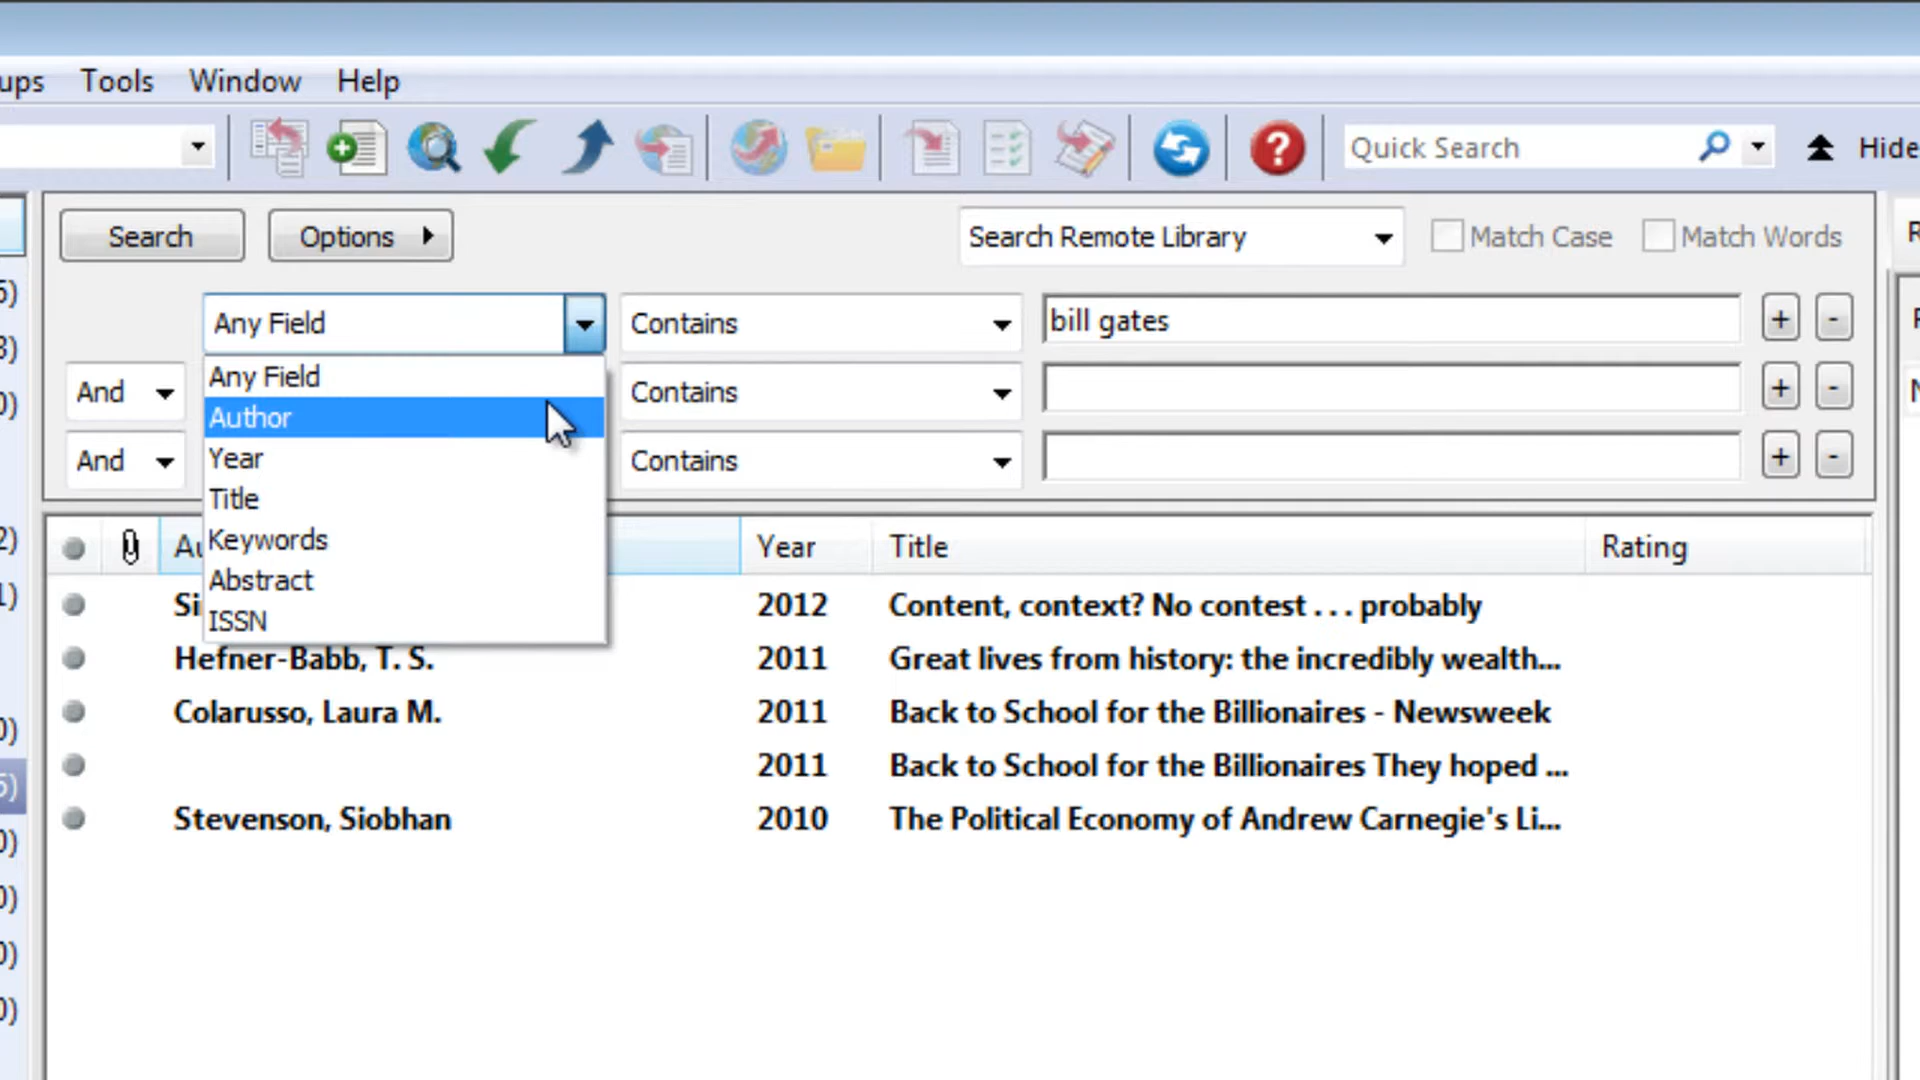 ups Tools Window Help
Quick Search Hide
Search Options Search Remote Library Match Case Match Words
Any Field Contains bill gates + -
Any Field
And Contains + -
Author
Year
And Contains + -
Title
Keywords
Abstract
ISSN
Au Year Title Rating
Si 2012 Content, context? No contest . . . probably
Hefner-Babb, T. S. 2011 Great lives from history: the incredibly wealth...
Colarusso, Laura M. 2011 Back to School for the Billionaires - Newsweek
2011 Back to School for the Billionaires They hoped ...
Stevenson, Siobhan 2010 The Political Economy of Andrew Carnegie's Li...